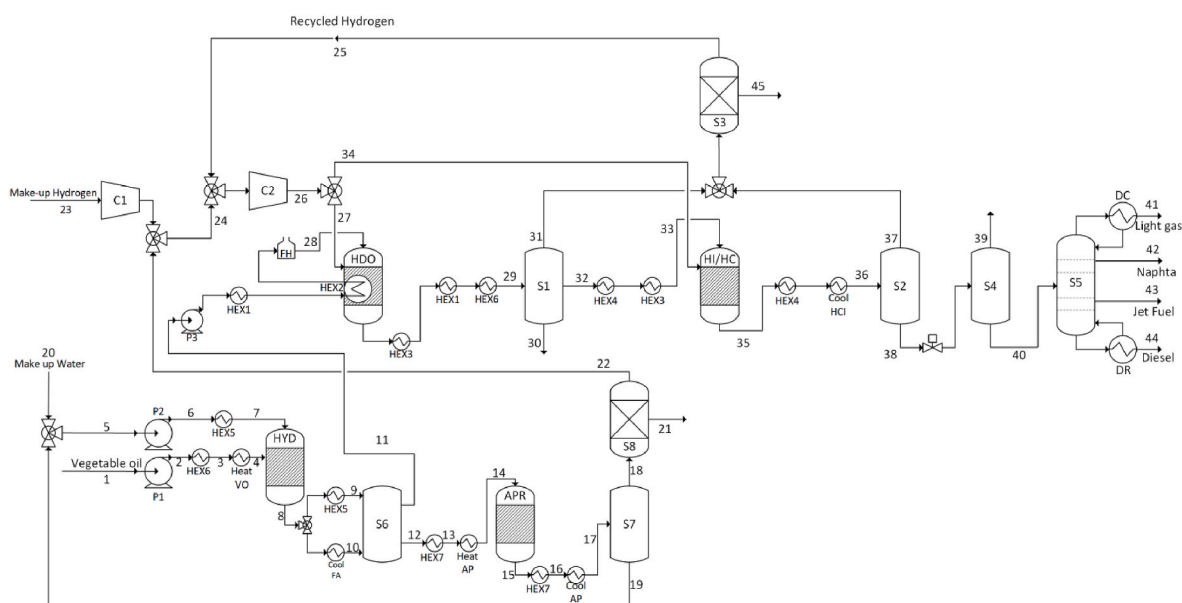 Recycled Hydrogen
25
S3
45
34
Make-up Hydrogen
23
C1
24
C2
26
27
28
FH
HDO
HEX2
P3
HEX1
HEX3
HEX1
HEX6
29
31
S1
30
32
HEX4
HEX3
33
HI/HC
35
HEX4
Cool
HCI
36
37
S2
38
39
S4
40
S5
DC
41
Light gas
42
Naphta
43
Jet Fuel
44
Diesel
DR
20
Make up Water
22
5
P2
6
HEX5
7
Vegetable oil
1
P1
2
HEX6
3
Heat
VO
4
HYD
8
HEX5
9
Cool
FA
10
11
S6
12
HEX7
13
Heat
AP
14
APR
15
HEX7
16
Cool
AP
17
S7
18
S8
21
19